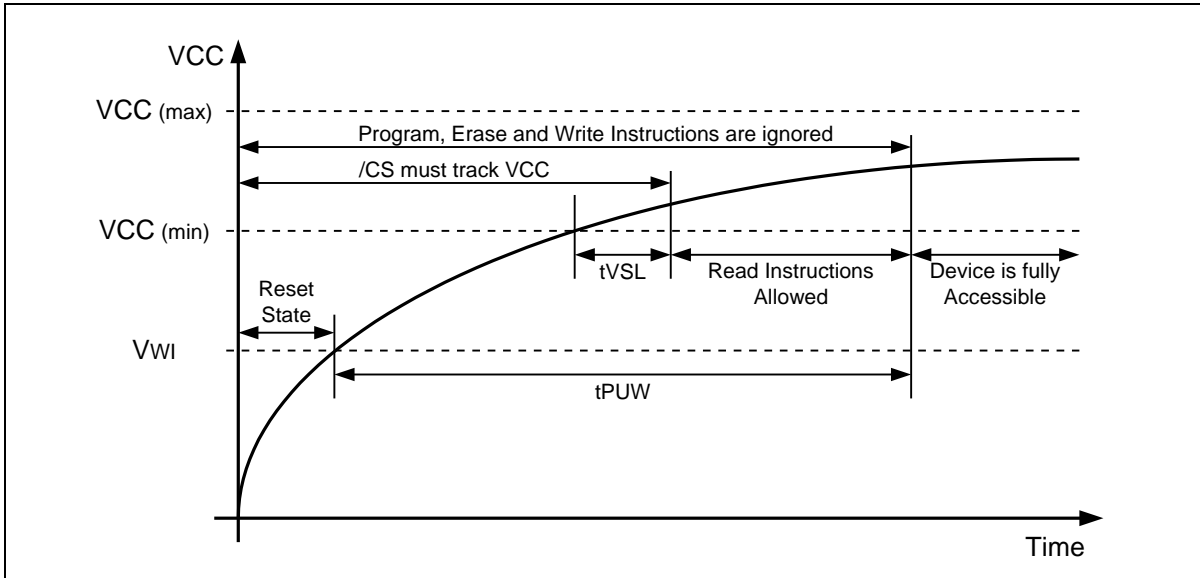 VCC
VCC (max)
Program, Erase and Write Instructions are ignored
/CS must track VCC
VCC (min)
tVSL
Read Instructions
Allowed
Device is fully
Accessible
Reset
State
VWI
tPUW
Time